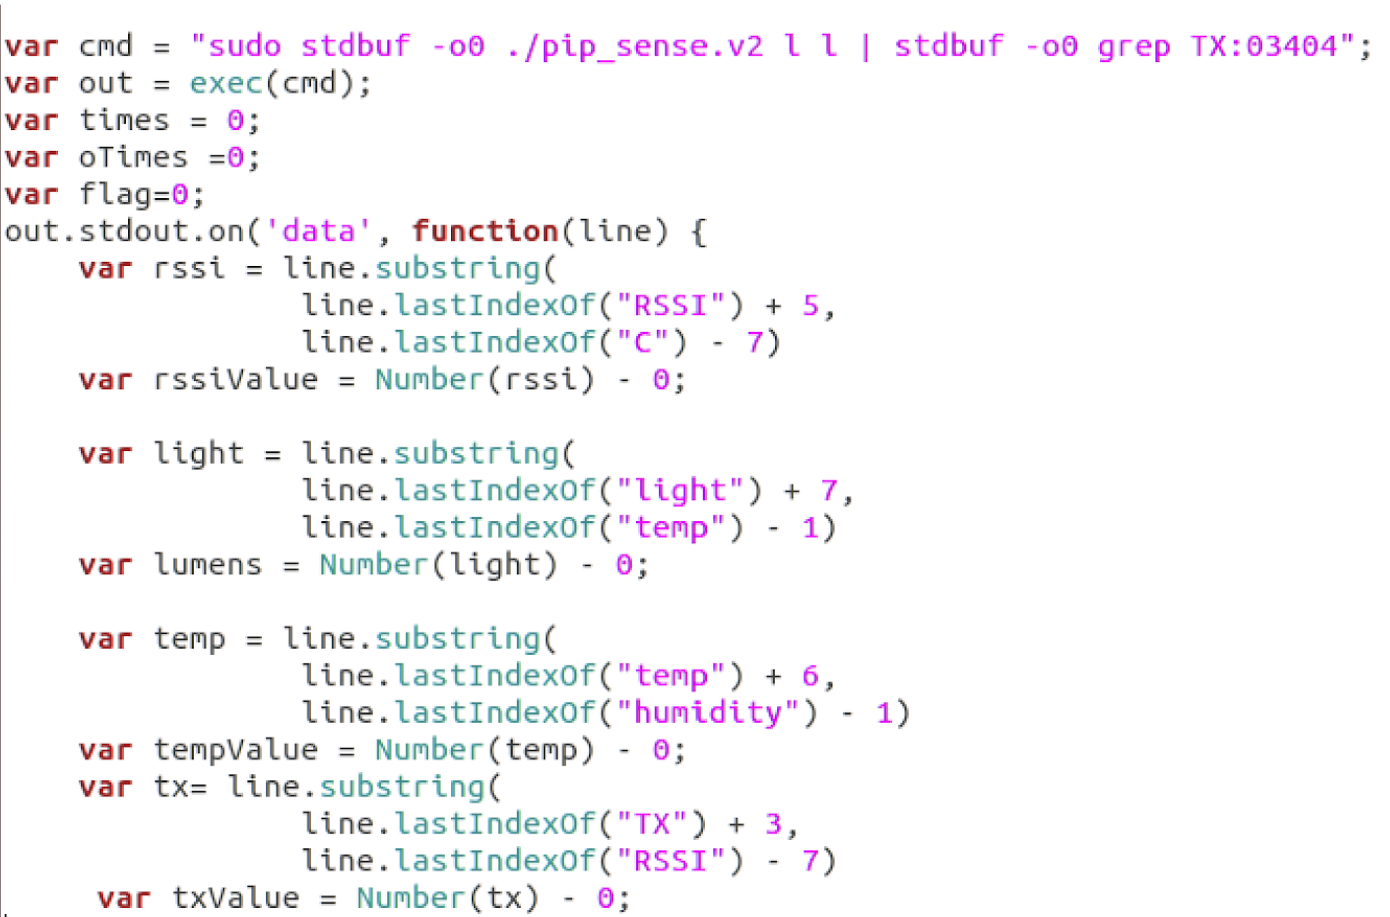 var cmd = "sudo stdbuf -o0 ./pip_sense.v2 l l | stdbuf -o0 grep TX:03404";
var out = exec(cmd);
var times = 0;
var oTimes =0;
var flag=0;
out.stdout.on('data', function(line) {
    var rssi = line.substring(
                line.lastIndexOf("RSSI") + 5,
                line.lastIndexOf("C") - 7)
    var rssiValue = Number(rssi) - 0;

    var light = line.substring(
                line.lastIndexOf("light") + 7,
                line.lastIndexOf("temp") - 1)
    var lumens = Number(light) - 0;

    var temp = line.substring(
                line.lastIndexOf("temp") + 6,
                line.lastIndexOf("humidity") - 1)
    var tempValue = Number(temp) - 0;
    var tx= line.substring(
                line.lastIndexOf("TX") + 3,
                line.lastIndexOf("RSSI") - 7)
     var txValue = Number(tx) - 0;